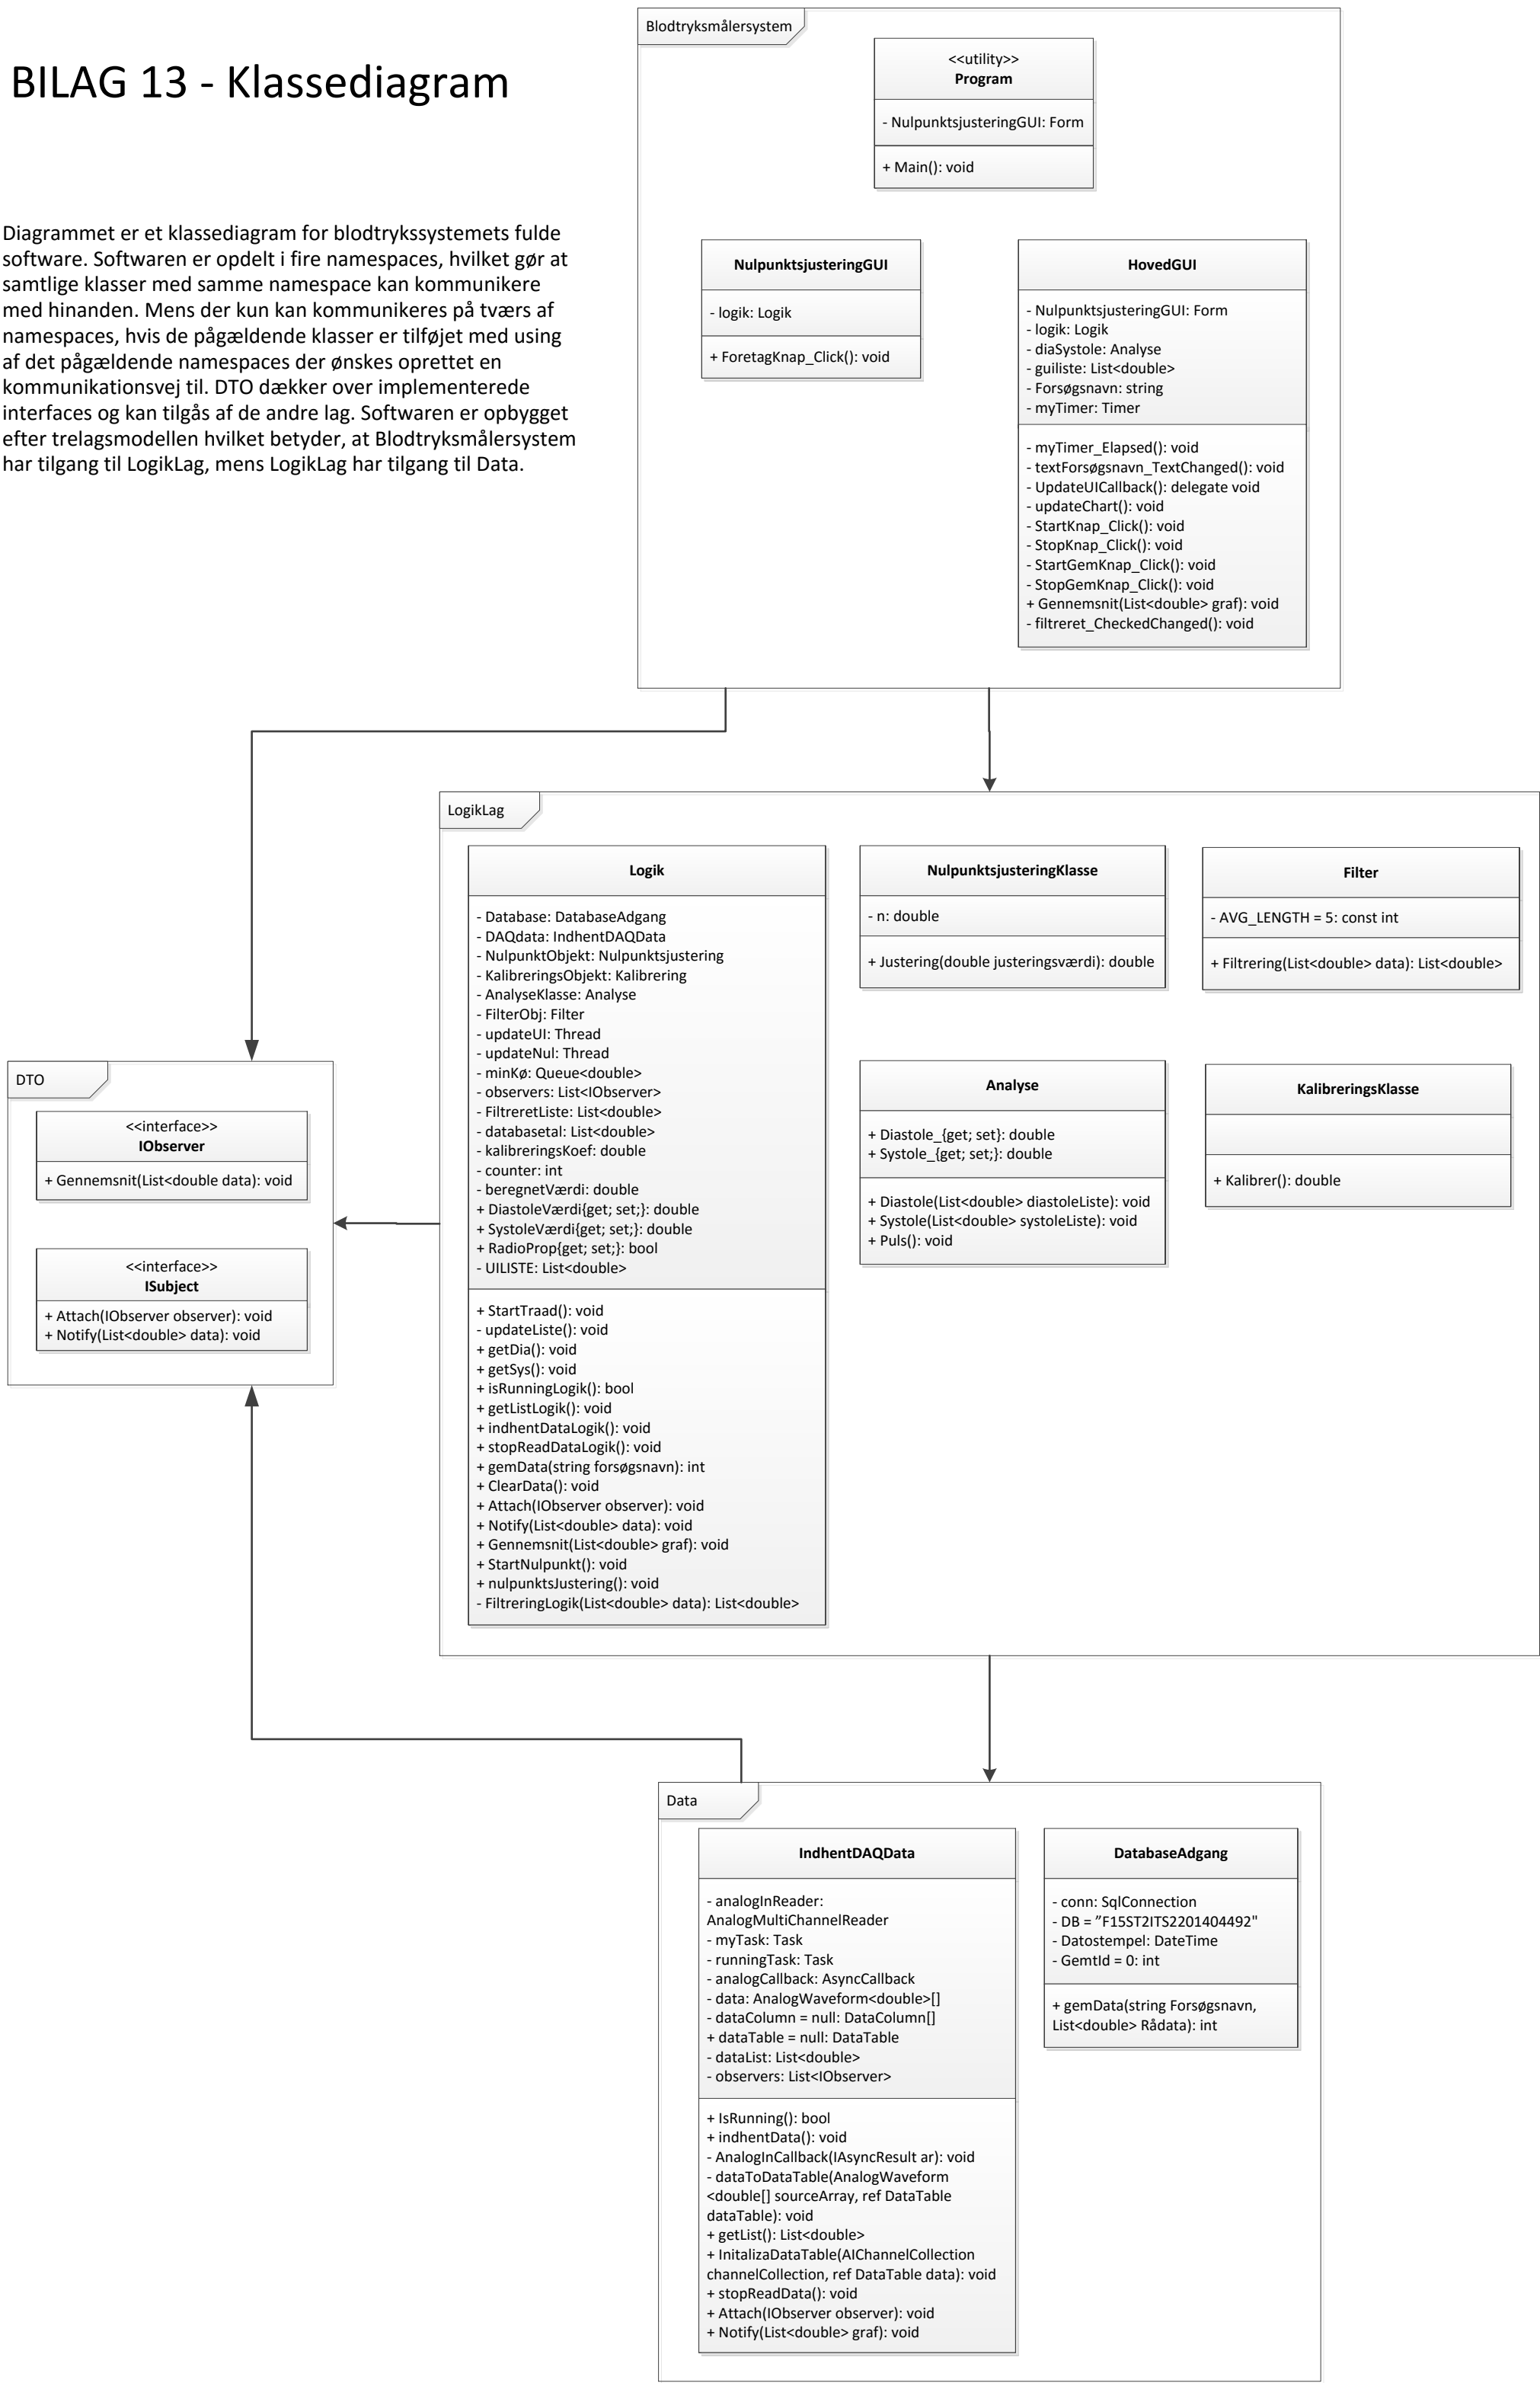 BILAG 13 - Klassediagram
Diagrammet er et klassediagram for blodtrykssystemets fulde
software. Softwaren er opdelt i fire namespaces, hvilket gør at
samtlige klasser med samme namespace kan kommunikere
med hinanden. Mens der kun kan kommunikeres på tværs af
namespaces, hvis de pågældende klasser er tilføjet med using
af det pågældende namespaces der ønskes oprettet en
kommunikationsvej til. DTO dækker over implementerede
interfaces og kan tilgås af de andre lag. Softwaren er opbygget
efter trelagsmodellen hvilket betyder, at Blodtryksmålersystem
har tilgang til LogikLag, mens LogikLag har tilgang til Data.
Blodtryksmålersystem
<<utility>>
Program
- NulpunktsjusteringGUI: Form
+ Main(): void
NulpunktsjusteringGUI
- logik: Logik
+ ForetagKnap_Click(): void
HovedGUI
- NulpunktsjusteringGUI: Form
- logik: Logik
- diaSystole: Analyse
- guiliste: List<double>
- Forsøgsnavn: string
- myTimer: Timer
- myTimer_Elapsed(): void
- textForsøgsnavn_TextChanged(): void
- UpdateUICallback(): delegate void
- updateChart(): void
- StartKnap_Click(): void
- StopKnap_Click(): void
- StartGemKnap_Click(): void
- StopGemKnap_Click(): void
+ Gennemsnit(List<double> graf): void
- filtreret_CheckedChanged(): void
LogikLag
Logik
- Database: DatabaseAdgang
- DAQdata: IndhentDAQData
- NulpunktObjekt: Nulpunktsjustering
- KalibreringsObjekt: Kalibrering
- AnalyseKlasse: Analyse
- FilterObj: Filter
- updateUI: Thread
- updateNul: Thread
- minKø: Queue<double>
- observers: List<IObserver>
- FiltreretListe: List<double>
- databasetal: List<double>
- kalibreringsKoef: double
- counter: int
- beregnetVærdi: double
+ DiastoleVærdi{get; set;}: double
+ SystoleVærdi{get; set;}: double
+ RadioProp{get; set;}: bool
- UILISTE: List<double>
+ StartTraad(): void
- updateListe(): void
+ getDia(): void
+ getSys(): void
+ isRunningLogik(): bool
+ getListLogik(): void
+ indhentDataLogik(): void
+ stopReadDataLogik(): void
+ gemData(string forsøgsnavn): int
+ ClearData(): void
+ Attach(IObserver observer): void
+ Notify(List<double> data): void
+ Gennemsnit(List<double> graf): void
+ StartNulpunkt(): void
+ nulpunktsJustering(): void
- FiltreringLogik(List<double> data): List<double>
NulpunktsjusteringKlasse
- n: double
+ Justering(double justeringsværdi): double
Filter
- AVG_LENGTH = 5: const int
+ Filtrering(List<double> data): List<double>
Analyse
+ Diastole_{get; set}: double
+ Systole_{get; set;}: double
+ Diastole(List<double> diastoleListe): void
+ Systole(List<double> systoleListe): void
+ Puls(): void
KalibreringsKlasse
+ Kalibrer(): double
DTO
<<interface>>
IObserver
+ Gennemsnit(List<double data): void
<<interface>>
ISubject
+ Attach(IObserver observer): void
+ Notify(List<double> data): void
Data
IndhentDAQData
- analogInReader:
AnalogMultiChannelReader
- myTask: Task
- runningTask: Task
- analogCallback: AsyncCallback
- data: AnalogWaveform<double>[]
- dataColumn = null: DataColumn[]
+ dataTable = null: DataTable
- dataList: List<double>
- observers: List<IObserver>
+ IsRunning(): bool
+ indhentData(): void
- AnalogInCallback(IAsyncResult ar): void
- dataToDataTable(AnalogWaveform
<double[] sourceArray, ref DataTable
dataTable): void
+ getList(): List<double>
+ InitalizaDataTable(AIChannelCollection
channelCollection, ref DataTable data): void
+ stopReadData(): void
+ Attach(IObserver observer): void
+ Notify(List<double> graf): void
DatabaseAdgang
- conn: SqlConnection
- DB = ”F15ST2ITS2201404492"
- Datostempel: DateTime
- GemtId = 0: int
+ gemData(string Forsøgsnavn,
List<double> Rådata): int